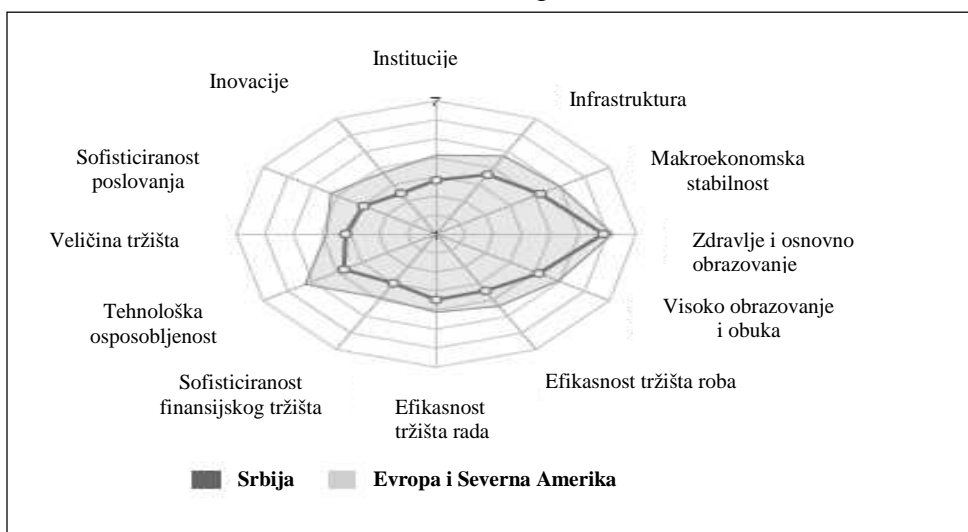 Institucije
Inovacije
Infrastruktura
7
Sofisticiranost
poslovanja
Makroekonomska
stabilnost
Veličina tržišta
Zdravlje i osnovno
obrazovanje
Tehnološka
osposobljenost
Visoko obrazovanje
i obuka
Sofisticiranost
finansijskog tržišta
Efikasnost
tržišta rada
Efikasnost tržišta roba
Srbija
Evropa i Severna Amerika